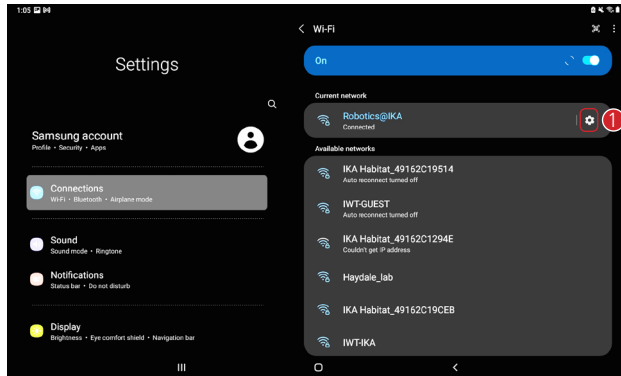 1:05
Settings
Samsung account
Profile • Security • Apps
Connections
Wi-Fi • Bluetooth • Airplane mode
Sound
Sound mode • Ringtone
Notifications
Status bar • Do not disturb
Display
Brightness • Eye comfort shield • Navigation bar
Wi-Fi
On
Current network
Robotics@IKA
Connected
1
Available networks
IKA Habitat_49162C19514
Auto reconnect turned off
IWT-GUEST
Auto reconnect turned off
IKA Habitat_49162C1294E
Couldn't get IP address
Haydale_lab
IKA Habitat_49162C19CEB
IWT-IKA